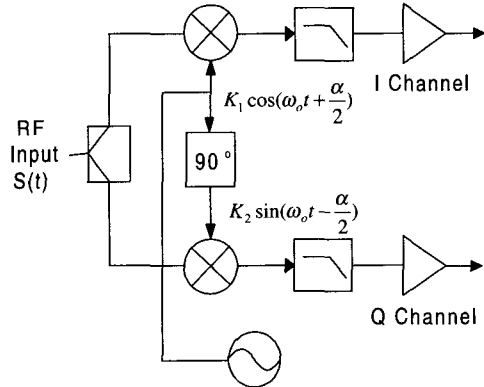 I Channel
K₁ cos(ωₒt + α/2)
RF
Input
S(t)
90°
K₂ sin(ωₒt − α/2)
Q Channel